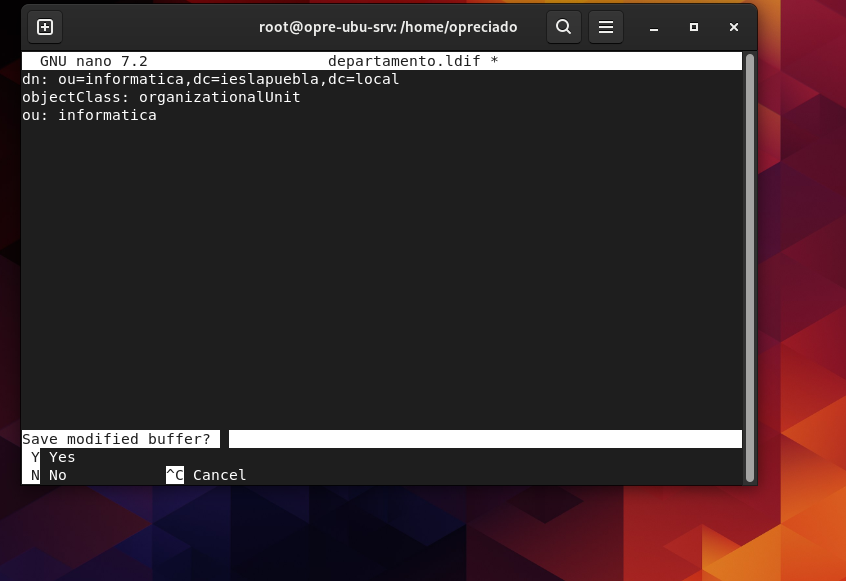 root@opre-ubu-srv: /home/opreciado
GNU nano 7.2 departamento.ldif *
dn: ou=informatica,dc=ieslapuebla,dc=local
objectClass: organizationalUnit
ou: informatica
Save modified buffer?
Y Yes
N No ^C Cancel